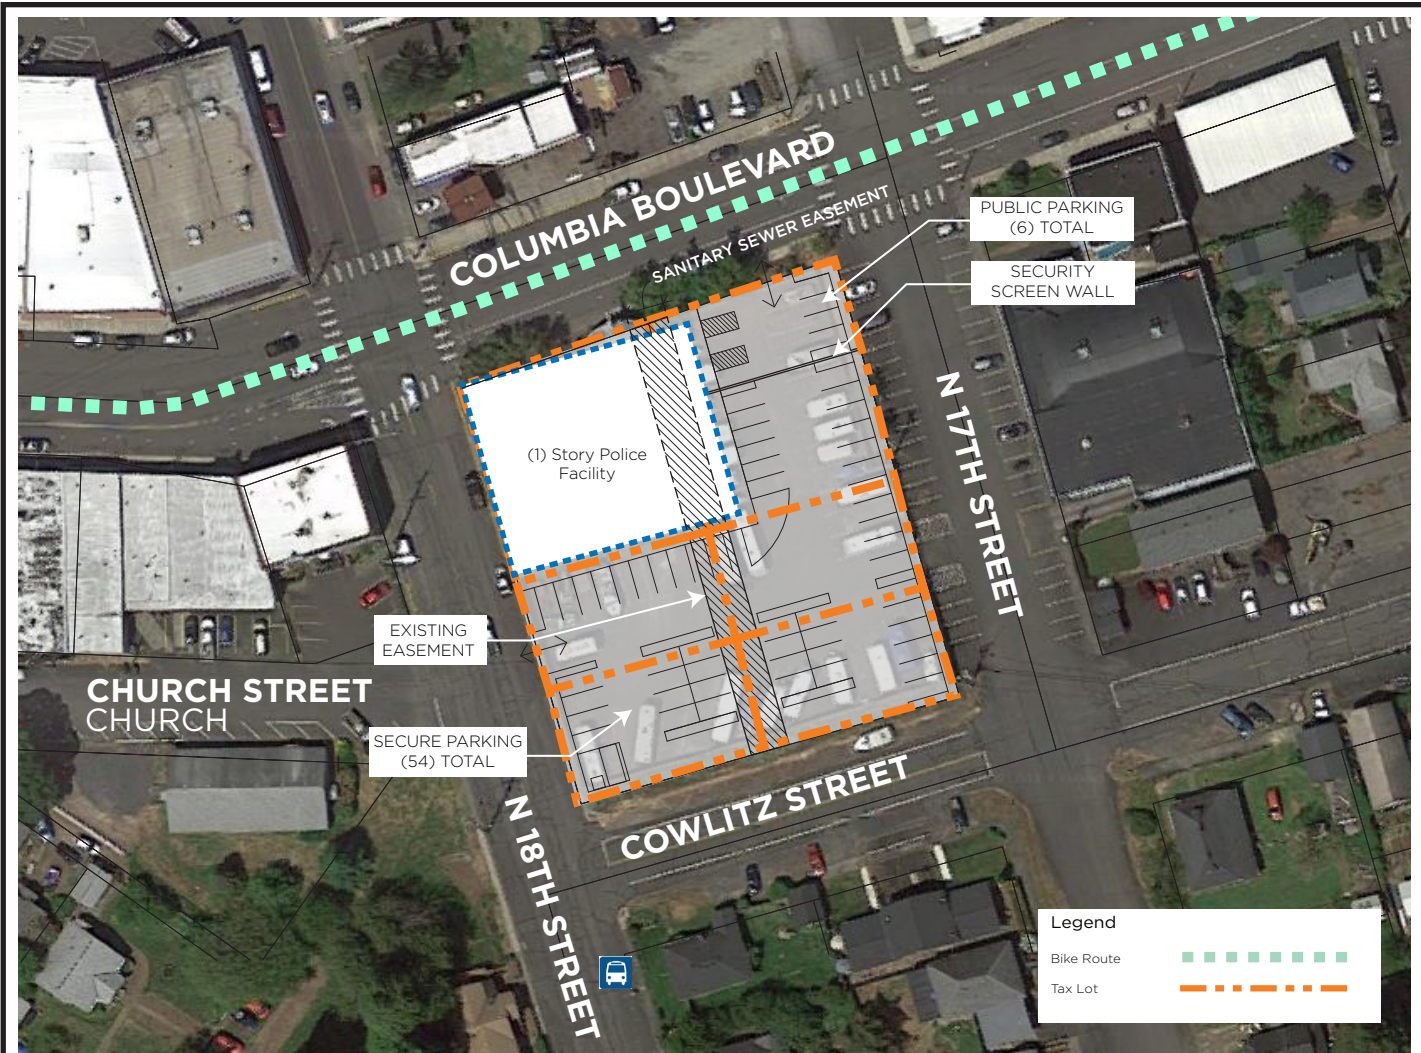 COLUMBIA BOULEVARD
SANITARY SEWER EASEMENT
PUBLIC PARKING
(6) TOTAL
SECURITY
SCREEN WALL
N 17TH STREET
(1) Story Police
Facility
EXISTING
EASEMENT
CHURCH STREET
CHURCH
SECURE PARKING
(54) TOTAL
COWLITZ STREET
N 18TH STREET
Legend
Bike Route
Tax Lot